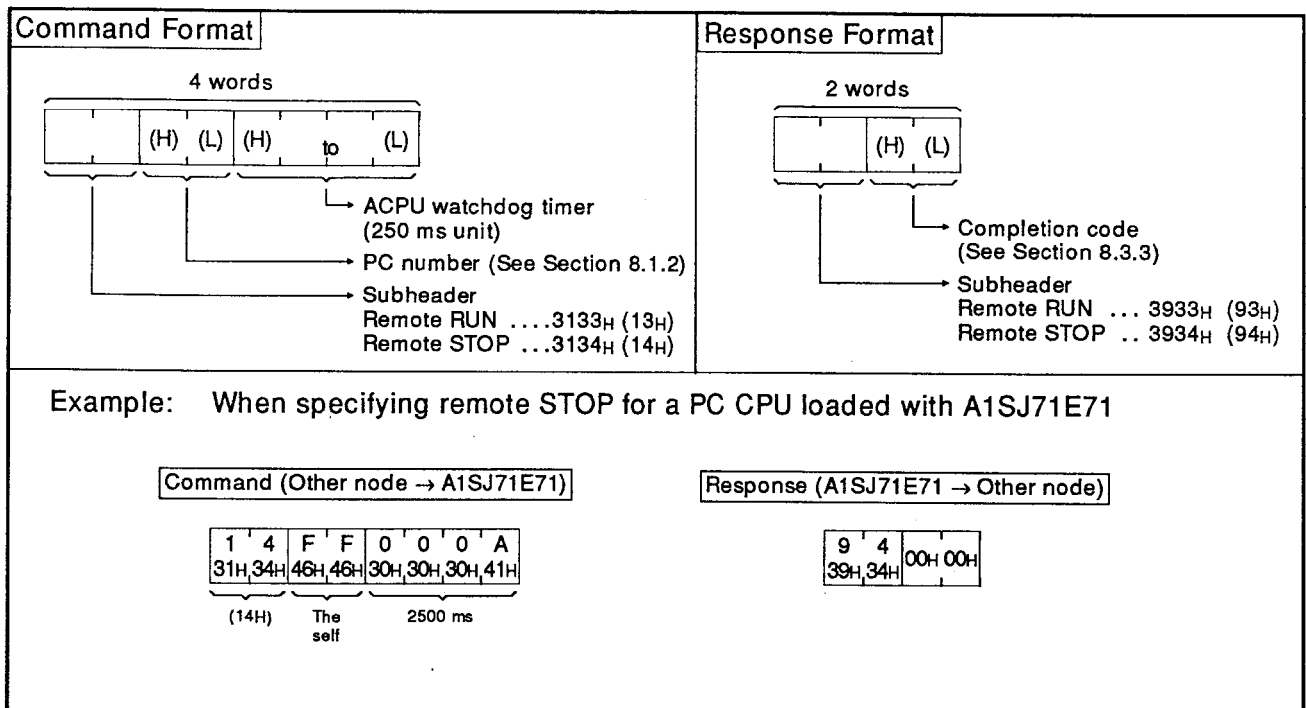 Command Format
4 words
(H) (L) (H) to (L)
ACPU watchdog timer
(250 ms unit)
PC number (See Section 8.1.2)
Subheader
Remote RUN ....3133H (13H)
Remote STOP ...3134H (14H)
Response Format
2 words
(H) (L)
Completion code
(See Section 8.3.3)
Subheader
Remote RUN ... 3933H (93H)
Remote STOP .. 3934H (94H)
Example: When specifying remote STOP for a PC CPU loaded with A1SJ71E71
Command (Other node → A1SJ71E71)
1 4 F F 0 0 0 A
31H 34H 46H 46H 30H 30H 30H 41H
(14H) The self 2500 ms
Response (A1SJ71E71 → Other node)
9 4
39H 34H 00H 00H